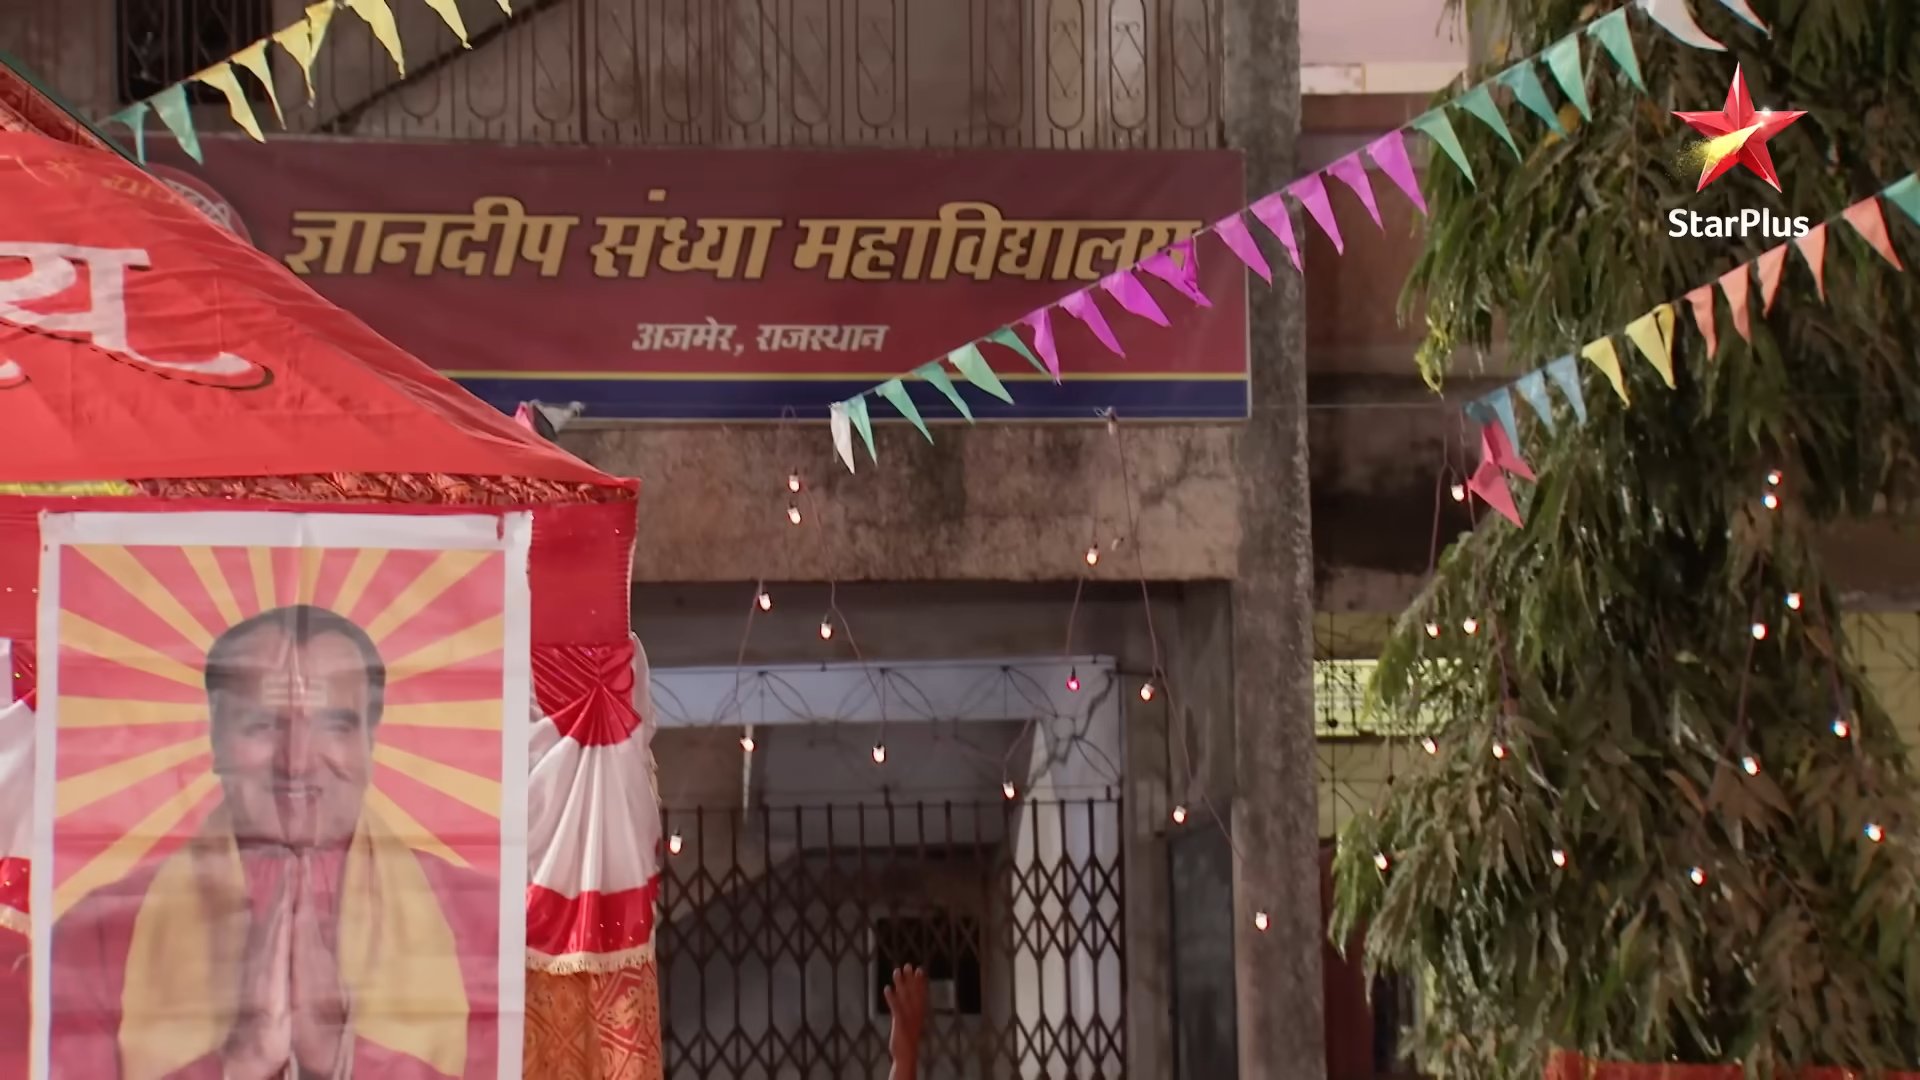 ज्ञानदीप संध्या महाविद्यालय
अजमेर, राजस्थान
StarPlus